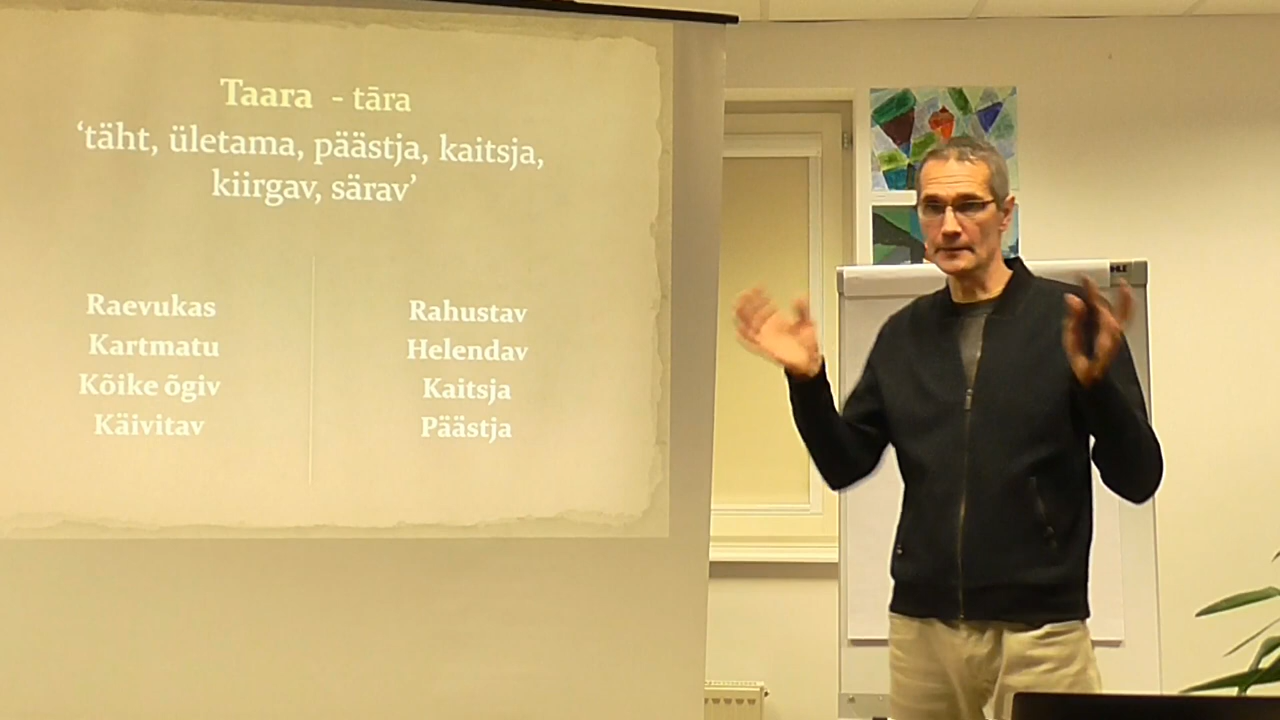 Taara - tāra
‘täht, ületama, päästja, kaitsja,
kiirgav, särav’
Raevukas
Kartmatu
Kõike õgiv
Käivitav
Rahustav
Helendav
Kaitsja
Päästja